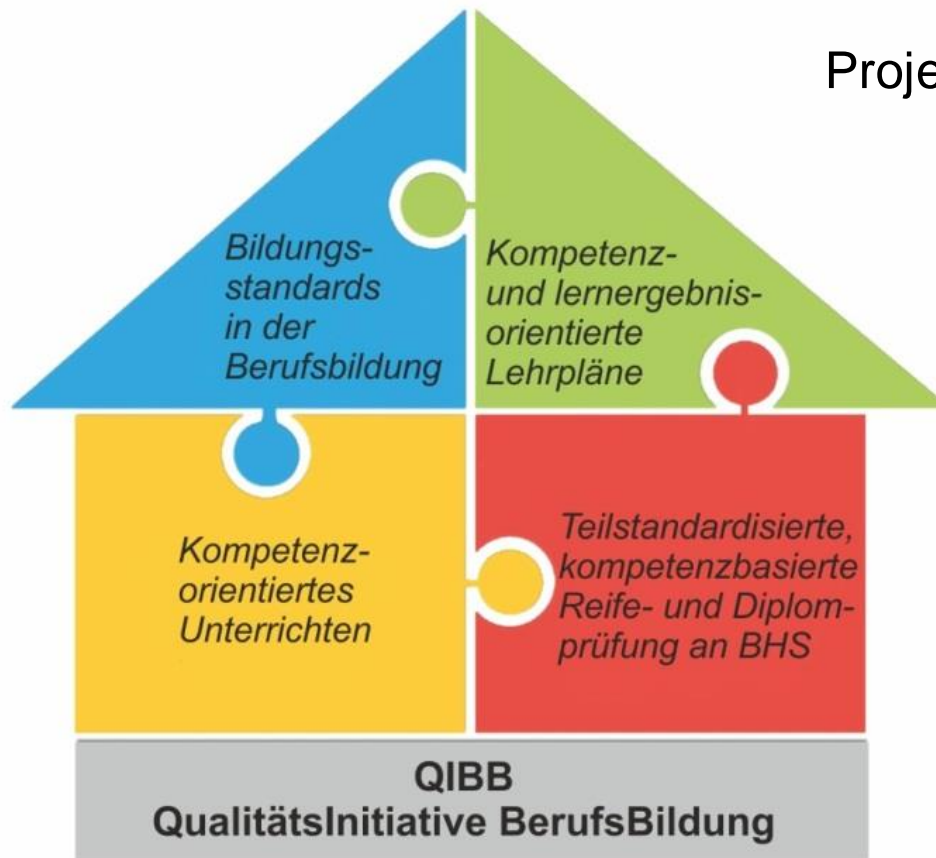 Proje
Bildungs-
standards
in der
Berufsbildung
Kompetenz-
und lernergebnis-
orientierte
Lehrpläne
Kompetenz-
orientiertes
Unterrichten
Teilstandardisierte,
kompetenzbasierte
Reife- und Diplom-
prüfung an BHS
QIBB
QualitätsInitiative BerufsBildung